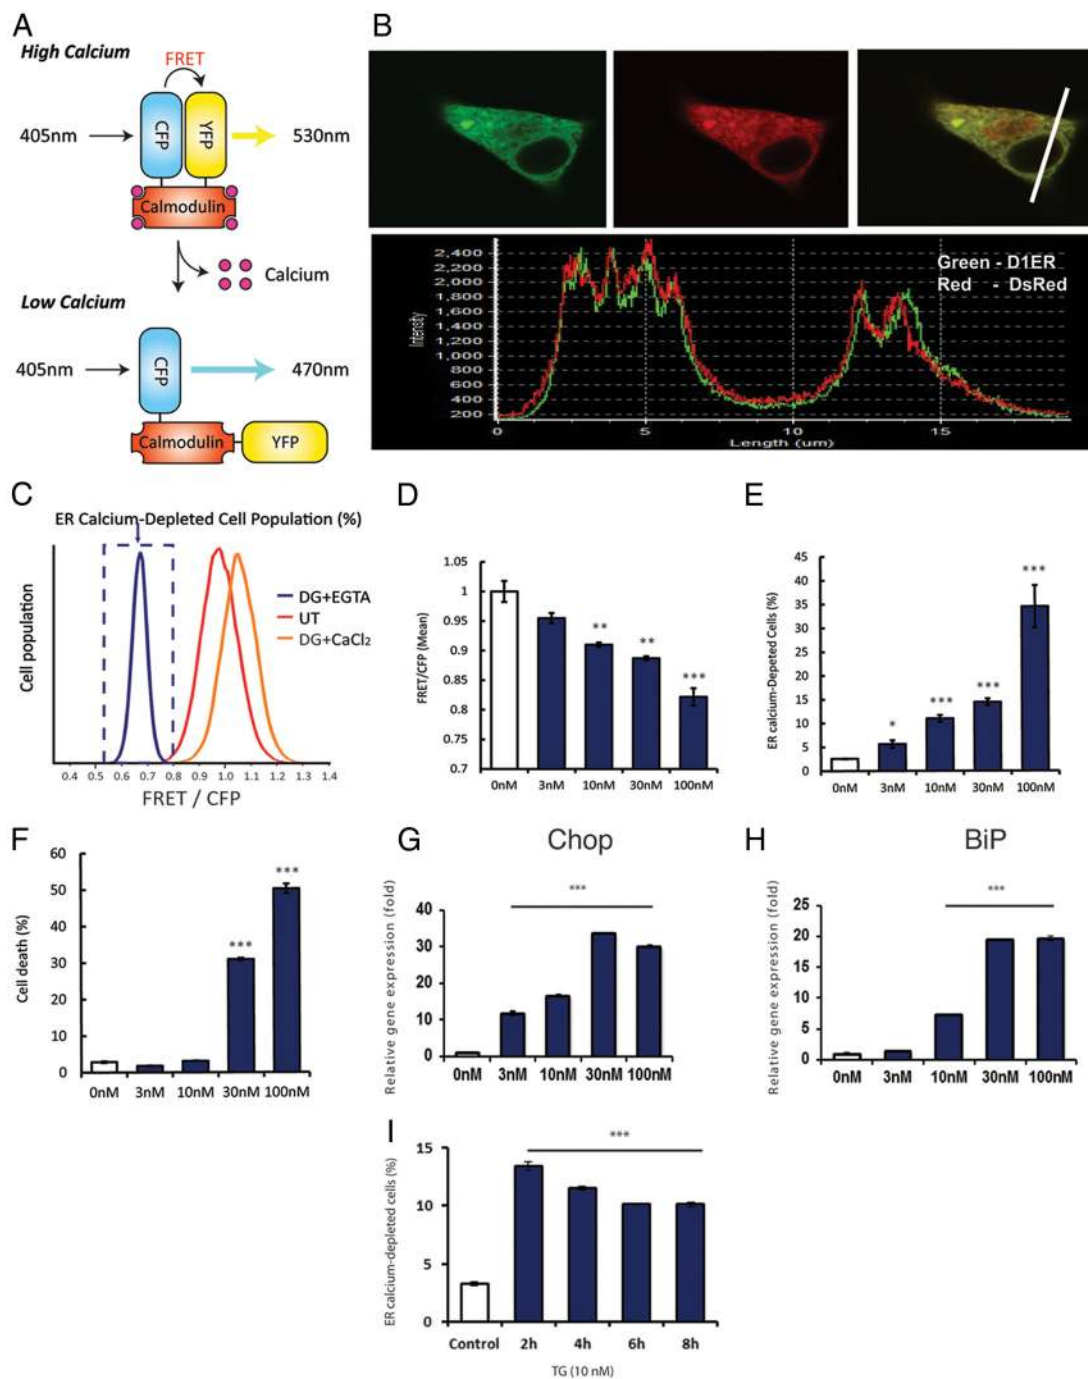 A
High Calcium
FRET
405nm
CFP
YFP
530nm
Calmodulin
Calcium
Low Calcium
405nm
CFP
470nm
Calmodulin
YFP
B
2,400
2,200
2,000
1,800
1,600
1,400
1,200
1,000
800
600
400
200
Intensity
Green - D1ER
Red - DsRed
0 5 10 15
Length (um)
C
ER Calcium-Depleted Cell Population (%)
Cell population
DG+EGTA
UT
DG+CaCl2
0.4 0.5 0.6 0.7 0.8 0.9 1.0 1.1 1.2 1.3 1.4
FRET / CFP
D
FRET/CFP (Mean)
1.05
1
0.95
0.9
0.85
0.8
0.75
0.7
** ** ***
0nM 3nM 10nM 30nM 100nM
E
ER calcium-Depeted Cells (%)
45
40
35
30
25
20
15
10
5
0
* *** *** ***
0nM 3nM 10nM 30nM 100nM
F
Cell death (%)
60
50
40
30
20
10
0
*** ***
0nM 3nM 10nM 30nM 100nM
G
Chop
Relative gene expression (fold)
50
40
30
20
10
0
***
0nM 3nM 10nM 30nM 100nM
H
BiP
Relative gene expression (fold)
25
20
15
10
5
0
***
0nM 3nM 10nM 30nM 100nM
I
ER calcium-depleted cells (%)
15
10
5
0
***
Control 2h 4h 6h 8h
TG (10 nM)